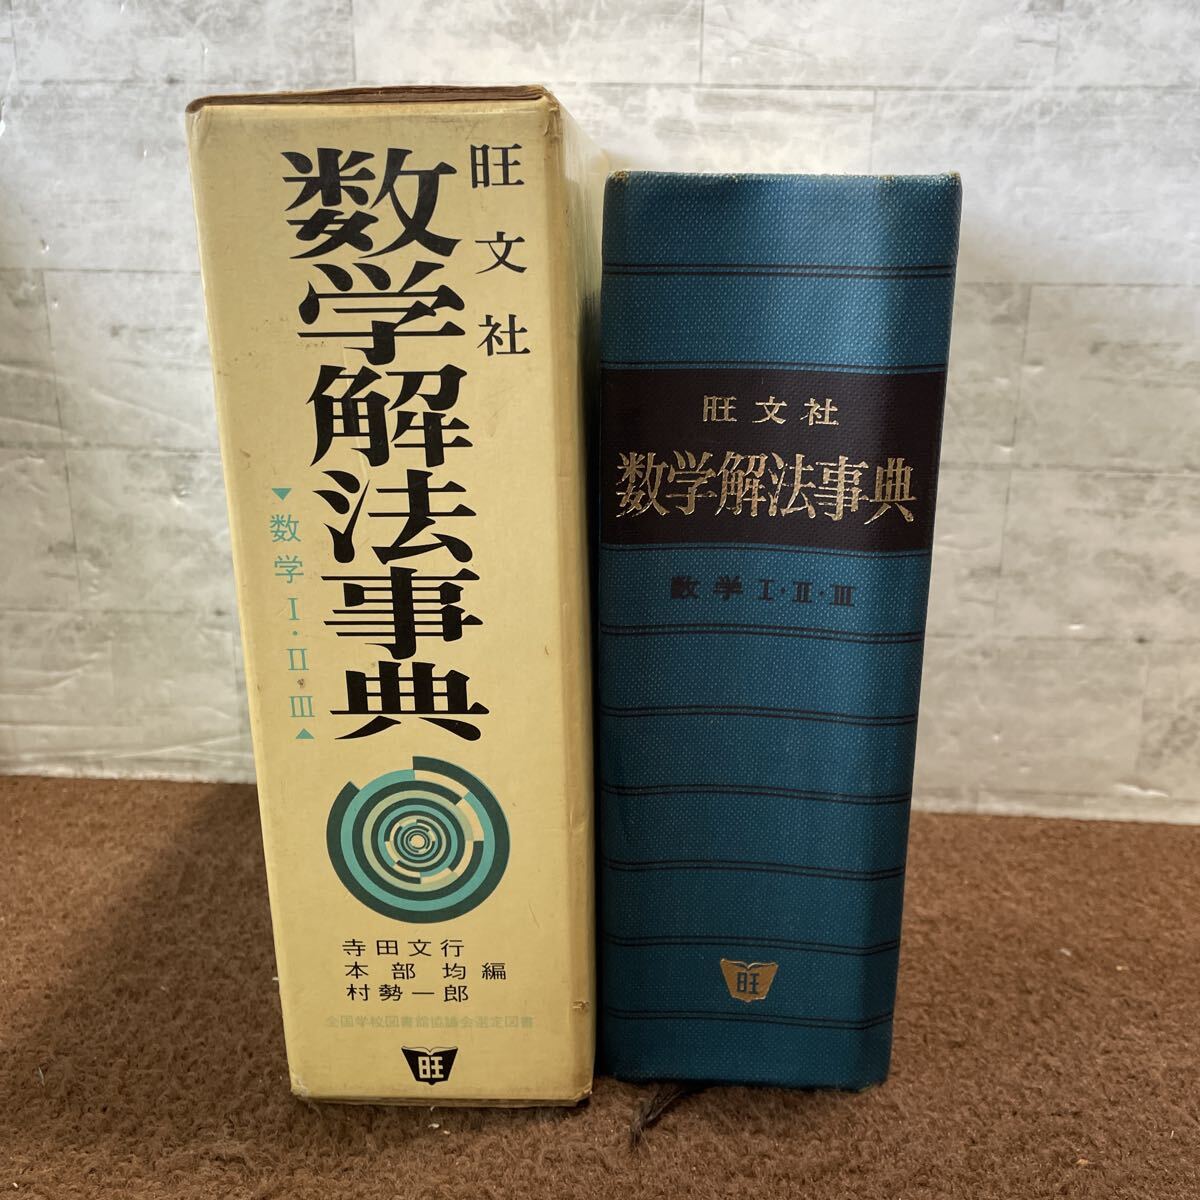 旺文社
数学解法事典
▼数学Ⅰ・Ⅱ・Ⅲ▲
寺田文行
本部均編
村勢一郎
全国学校図書館協議会選定図書
旺
旺文社
数学解法事典
数学Ⅰ・Ⅱ・Ⅲ
旺